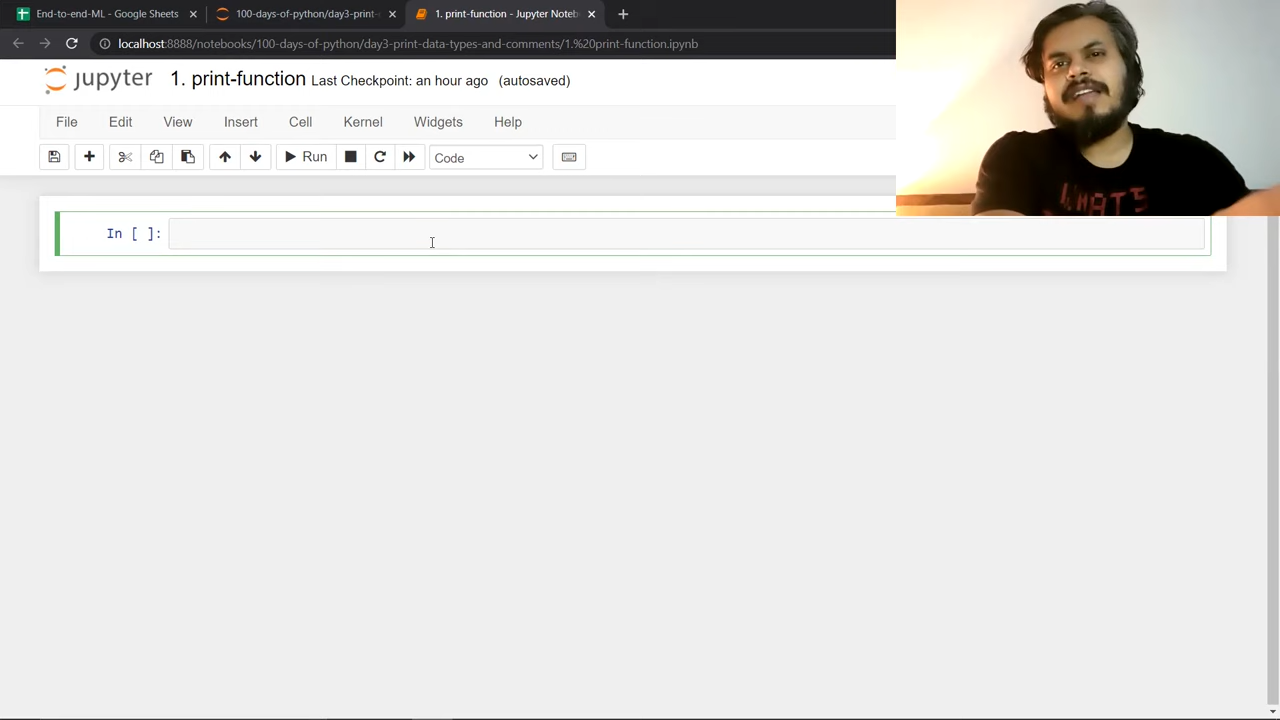 End-to-end-ML - Google Sheets
100-days-of-python/day3-print-
1. print-function - Jupyter Noteb
localhost:8888/notebooks/100-days-of-python/day3-print-data-types-and-comments/1.%20print-function.ipynb
jupyter 1. print-function Last Checkpoint: an hour ago (autosaved)
File Edit View Insert Cell Kernel Widgets Help
Run Code
In [ ]:
WHATS